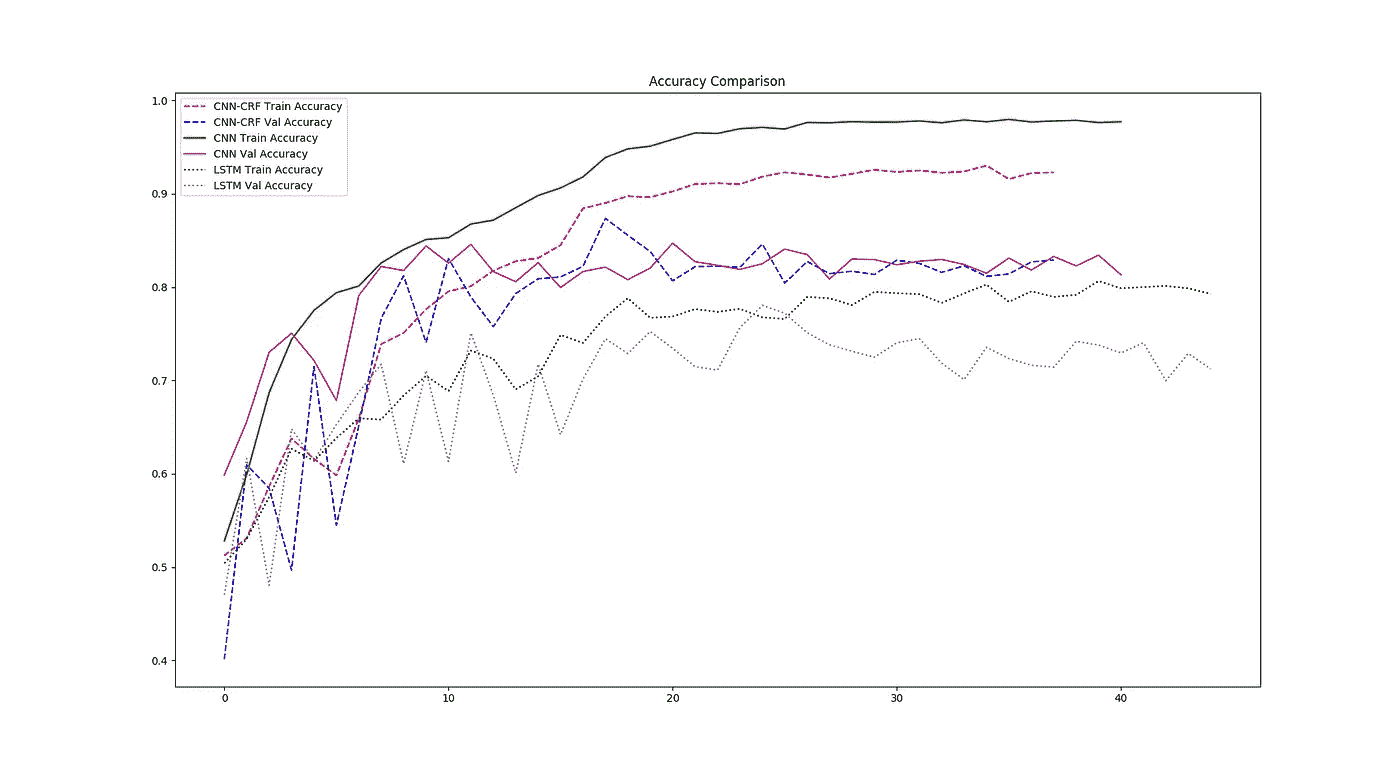 Accuracy Comparison
1.0
0.9
0.8
0.7
0.6
0.5
0.4
CNN-CRF Train Accuracy
CNN-CRF Val Accuracy
CNN Train Accuracy
CNN Val Accuracy
LSTM Train Accuracy
LSTM Val Accuracy
0 10 20 30 40